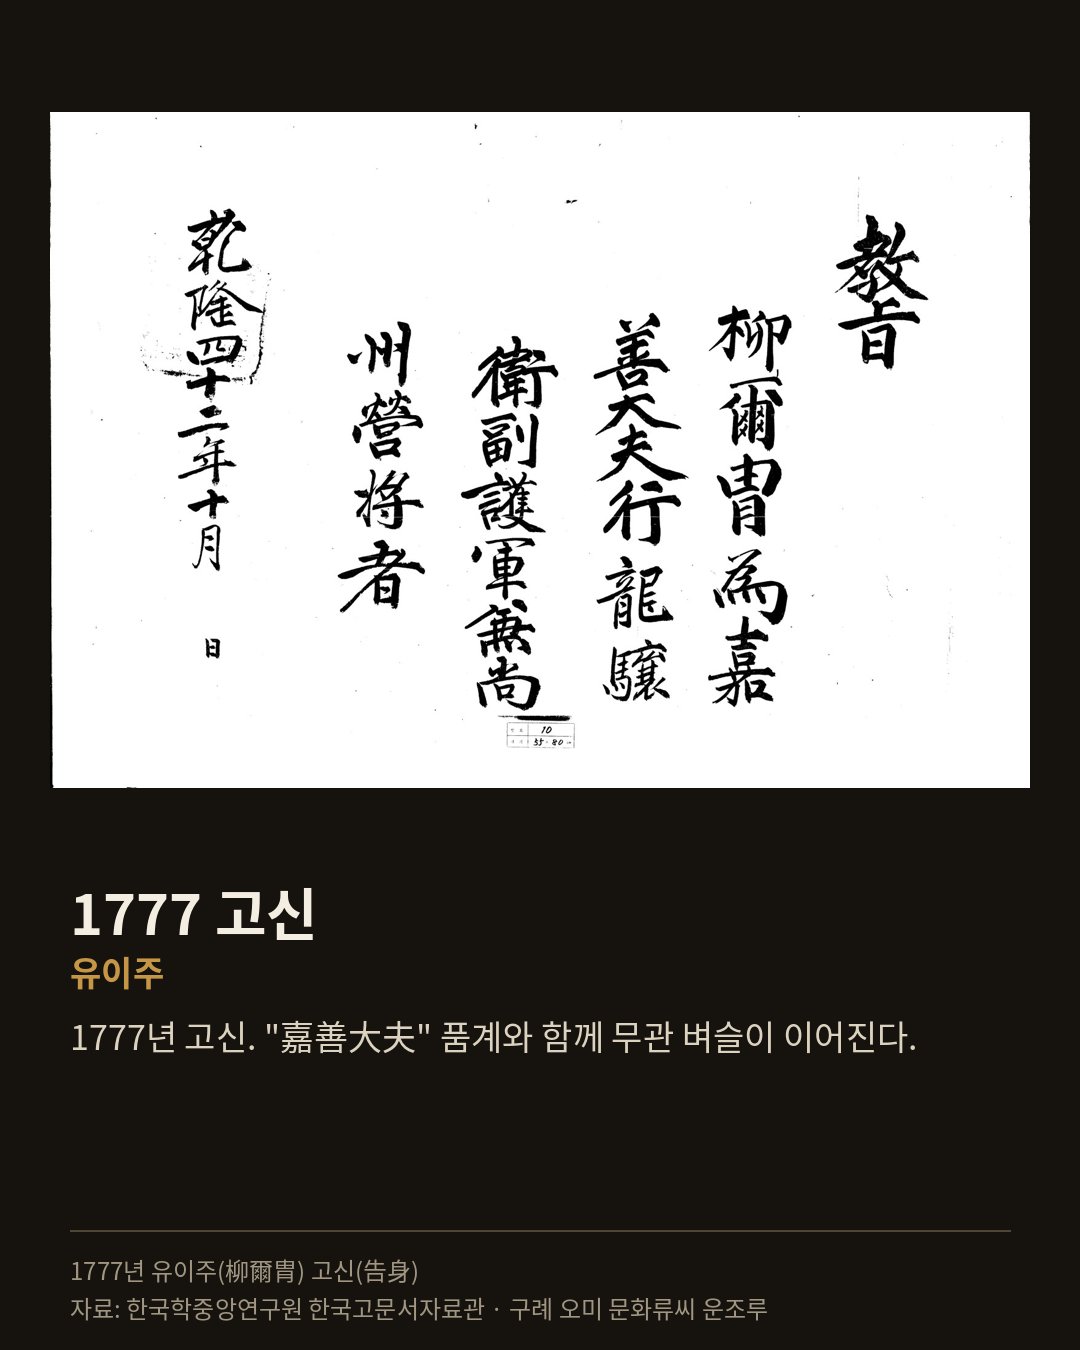 教旨
柳爾胄爲嘉
善大夫行龍驤
衛副護軍兼尚
州營將者
乾隆四十二年十月 日
10
35 80
1777 고신
유이주
1777년 고신. "嘉善大夫" 품계와 함께 무관 벼슬이 이어진다.
1777년 유이주(柳爾胄) 고신(告身)
자료: 한국학중앙연구원 한국고문서자료관 · 구례 오미 문화류씨 운조루